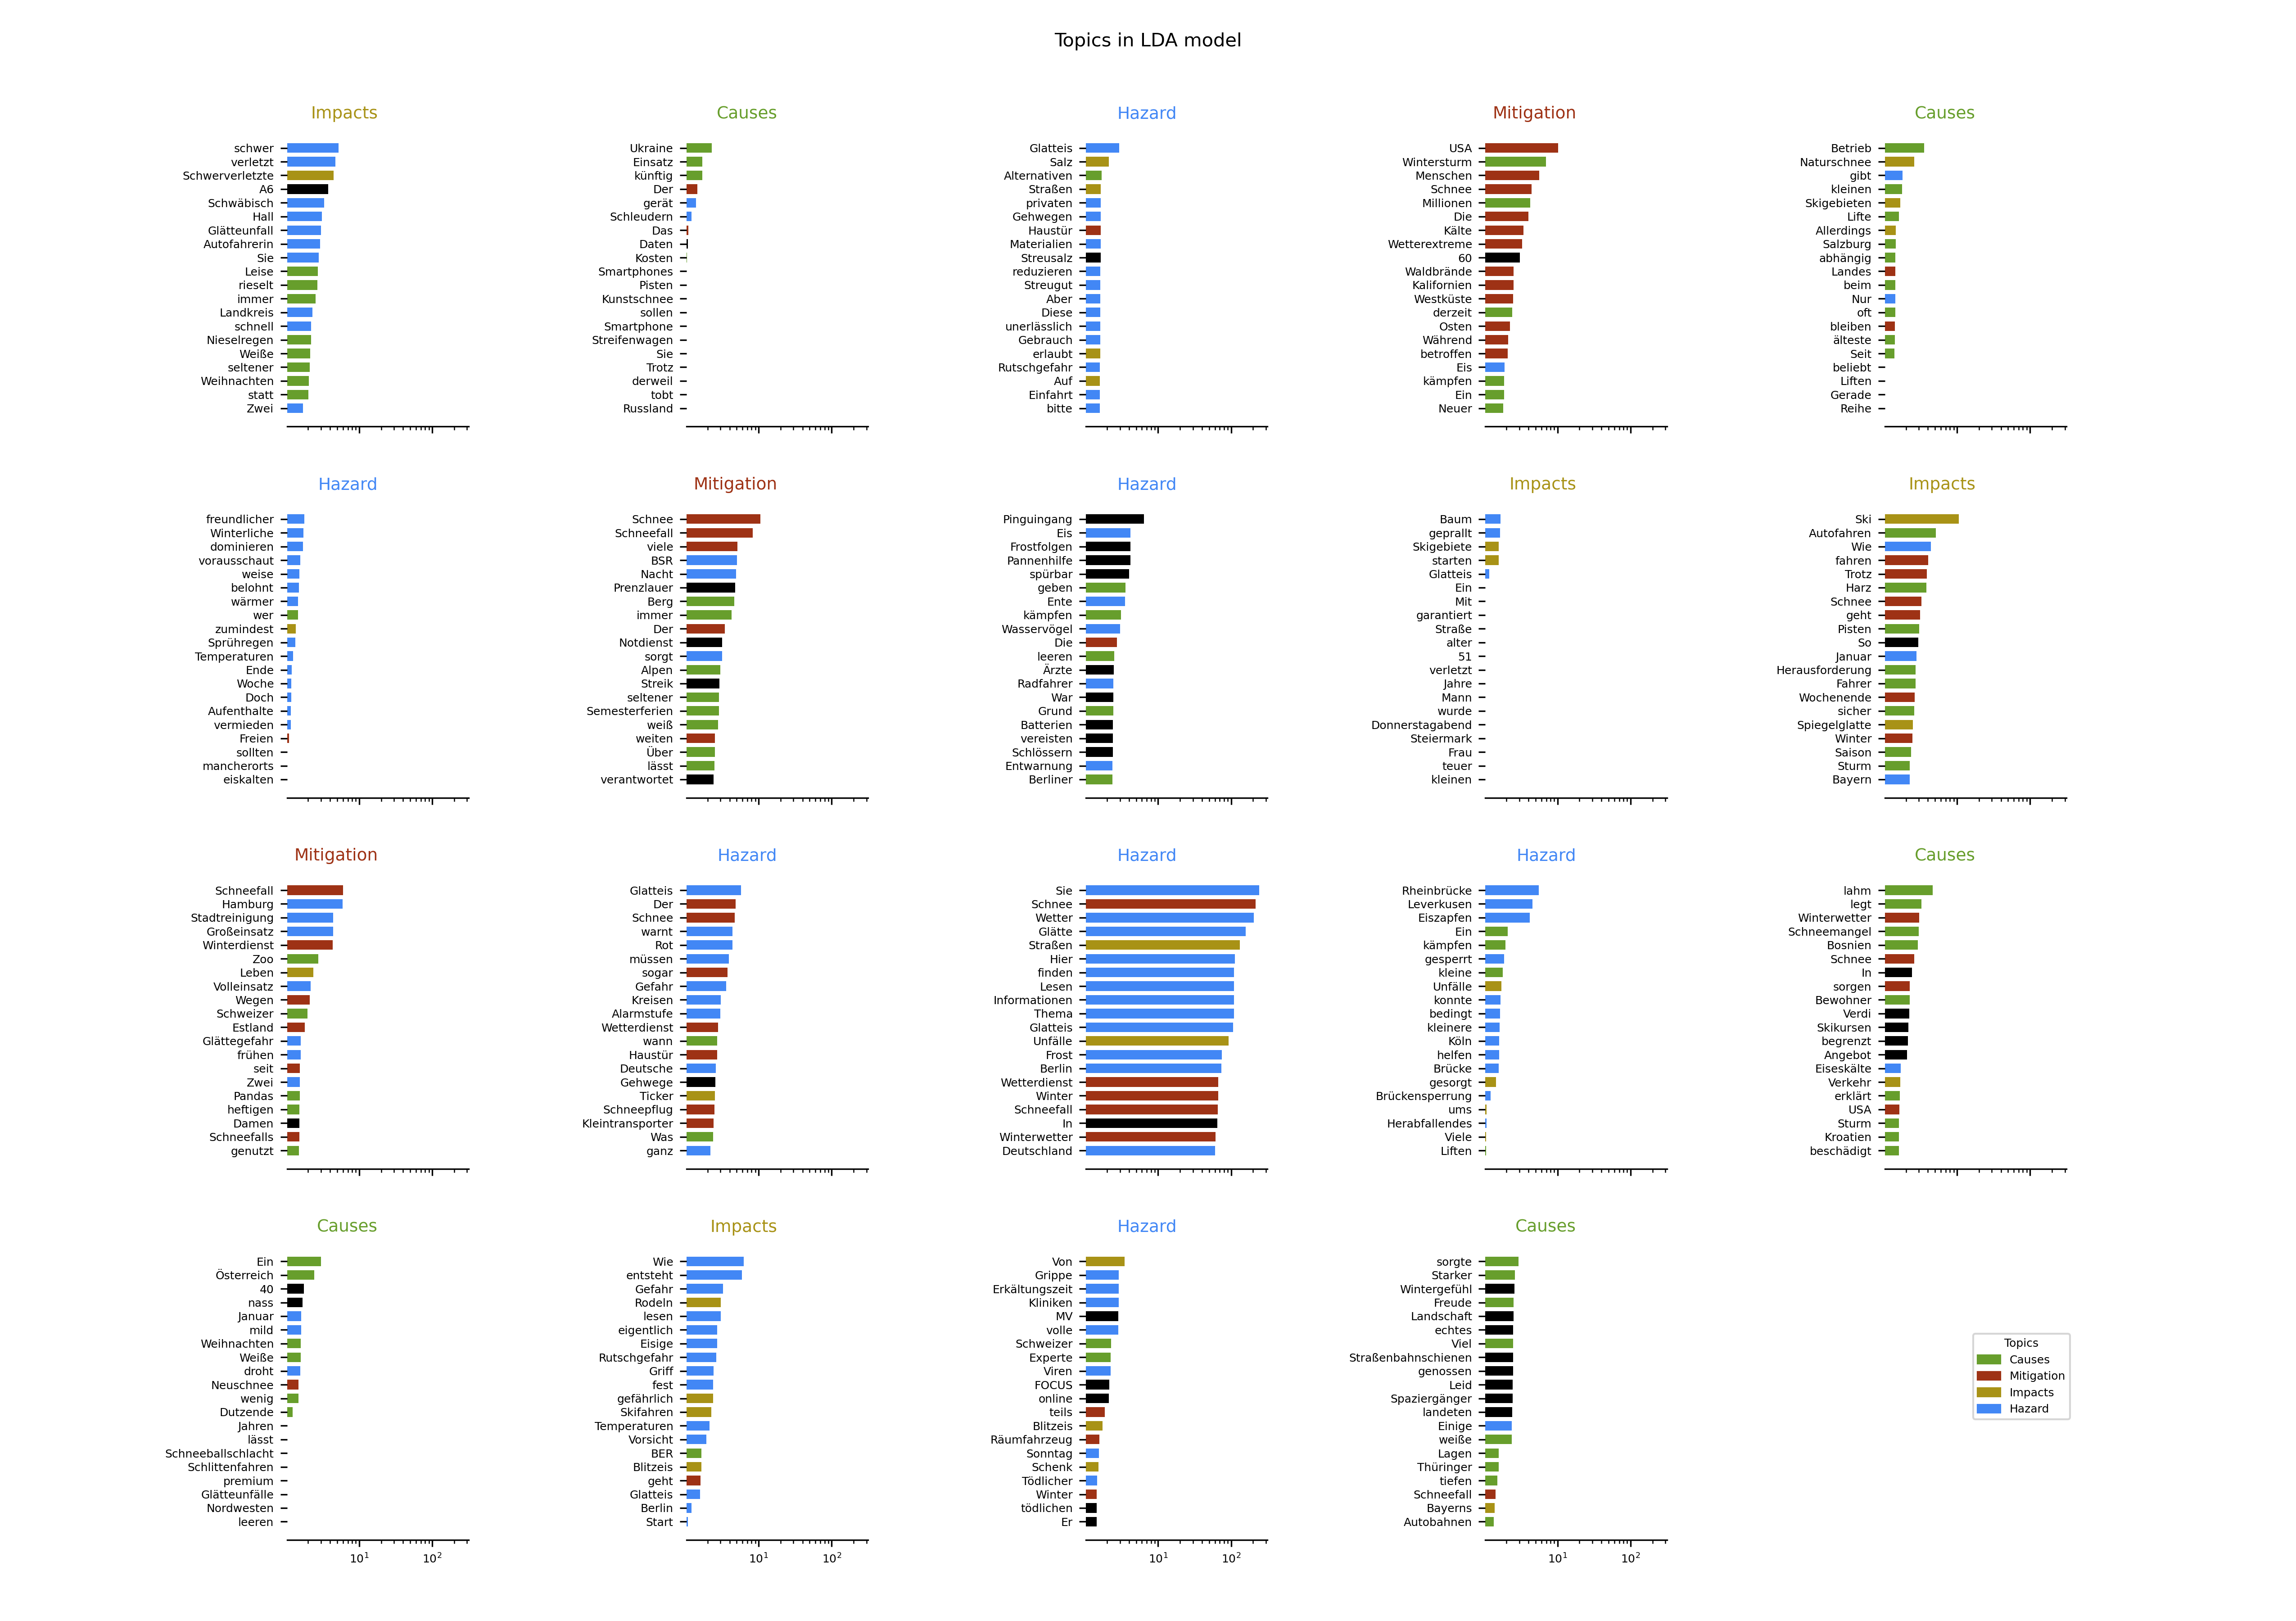 Topics in LDA model
Impacts
schwer
verletzt
Schwerverletzte
A6
Schwäbisch
Hall
Glätteunfall
Autofahrerin
Sie
Leise
rieselt
immer
Landkreis
schnell
Nieselregen
Weiße
seltener
Weihnachten
statt
Zwei
Causes
Ukraine
Einsatz
künftig
Der
gerät
Schleudern
Das
Daten
Kosten
Smartphones
Pisten
Kunstschnee
sollen
Smartphone
Streifenwagen
Sie
Trotz
derweil
tobt
Russland
Hazard
Glatteis
Salz
Alternativen
Straßen
privaten
Gehwegen
Haustür
Materialien
Streusalz
reduzieren
Streugut
Aber
Diese
unerlässlich
Gebrauch
erlaubt
Rutschgefahr
Auf
Einfahrt
bitte
Mitigation
USA
Wintersturm
Menschen
Schnee
Millionen
Die
Kälte
Wetterextreme
60
Waldbrände
Kalifornien
Westküste
derzeit
Osten
Während
betroffen
Eis
kämpfen
Ein
Neuer
Causes
Betrieb
Naturschnee
gibt
kleinen
Skigebieten
Lifte
Allerdings
Salzburg
abhängig
Landes
beim
Nur
oft
bleiben
älteste
Seit
beliebt
Liften
Gerade
Reihe
Hazard
freundlicher
Winterliche
dominieren
vorausschaut
weise
belohnt
wärmer
wer
zumindest
Sprühregen
Temperaturen
Ende
Woche
Doch
Aufenthalte
vermieden
Freien
sollten
mancherorts
eiskalten
Mitigation
Schnee
Schneefall
viele
BSR
Nacht
Prenzlauer
Berg
immer
Der
Notdienst
sorgt
Alpen
Streik
seltener
Semesterferien
weiß
weiten
Über
lässt
verantwortet
Hazard
Pinguingang
Eis
Frostfolgen
Pannenhilfe
spürbar
geben
Ente
kämpfen
Wasservögel
Die
leeren
Ärzte
Radfahrer
War
Grund
Batterien
vereisten
Schlössern
Entwarnung
Berliner
Impacts
Baum
geprallt
Skigebiete
starten
Glatteis
Ein
Mit
garantiert
Straße
alter
51
verletzt
Jahre
Mann
wurde
Donnerstagabend
Steiermark
Frau
teuer
kleinen
Impacts
Ski
Autofahren
Wie
fahren
Trotz
Harz
Schnee
geht
Pisten
So
Januar
Herausforderung
Fahrer
Wochenende
sicher
Spiegelglatte
Winter
Saison
Sturm
Bayern
Mitigation
Schneefall
Hamburg
Stadtreinigung
Großeinsatz
Winterdienst
Zoo
Leben
Volleinsatz
Wegen
Schweizer
Estland
Glättegefahr
frühen
seit
Zwei
Pandas
heftigen
Damen
Schneefalls
genutzt
Hazard
Glatteis
Der
Schnee
warnt
Rot
müssen
sogar
Gefahr
Kreisen
Alarmstufe
Wetterdienst
wann
Haustür
Deutsche
Gehwege
Ticker
Schneepflug
Kleintransporter
Was
ganz
Hazard
Sie
Schnee
Wetter
Glätte
Straßen
Hier
finden
Lesen
Informationen
Thema
Glatteis
Unfälle
Frost
Berlin
Wetterdienst
Winter
Schneefall
In
Winterwetter
Deutschland
Hazard
Rheinbrücke
Leverkusen
Eiszapfen
Ein
kämpfen
gesperrt
kleine
Unfälle
konnte
bedingt
kleinere
Köln
helfen
Brücke
gesorgt
Brückensperrung
ums
Herabfallendes
Viele
Liften
Causes
lahm
legt
Winterwetter
Schneemangel
Bosnien
Schnee
In
sorgen
Bewohner
Verdi
Skikursen
begrenzt
Angebot
Eiseskälte
Verkehr
erklärt
USA
Sturm
Kroatien
beschädigt
Causes
Ein
Österreich
40
nass
Januar
mild
Weihnachten
Weiße
droht
Neuschnee
wenig
Dutzende
Jahren
lässt
Schneeballschlacht
Schlittenfahren
premium
Glätteunfälle
Nordwesten
leeren
10¹ 10²
Impacts
Wie
entsteht
Gefahr
Rodeln
lesen
eigentlich
Eisige
Rutschgefahr
Griff
fest
gefährlich
Skifahren
Temperaturen
Vorsicht
BER
Blitzeis
geht
Glatteis
Berlin
Start
10¹ 10²
Hazard
Von
Grippe
Erkältungszeit
Kliniken
MV
volle
Schweizer
Experte
Viren
FOCUS
online
teils
Blitzeis
Räumfahrzeug
Sonntag
Schenk
Tödlicher
Winter
tödlichen
Er
10¹ 10²
Causes
sorgte
Starker
Wintergefühl
Freude
Landschaft
echtes
Viel
Straßenbahnschienen
genossen
Leid
Spaziergänger
landeten
Einige
weiße
Lagen
Thüringer
tiefen
Schneefall
Bayerns
Autobahnen
10¹ 10²
Topics
Causes
Mitigation
Impacts
Hazard